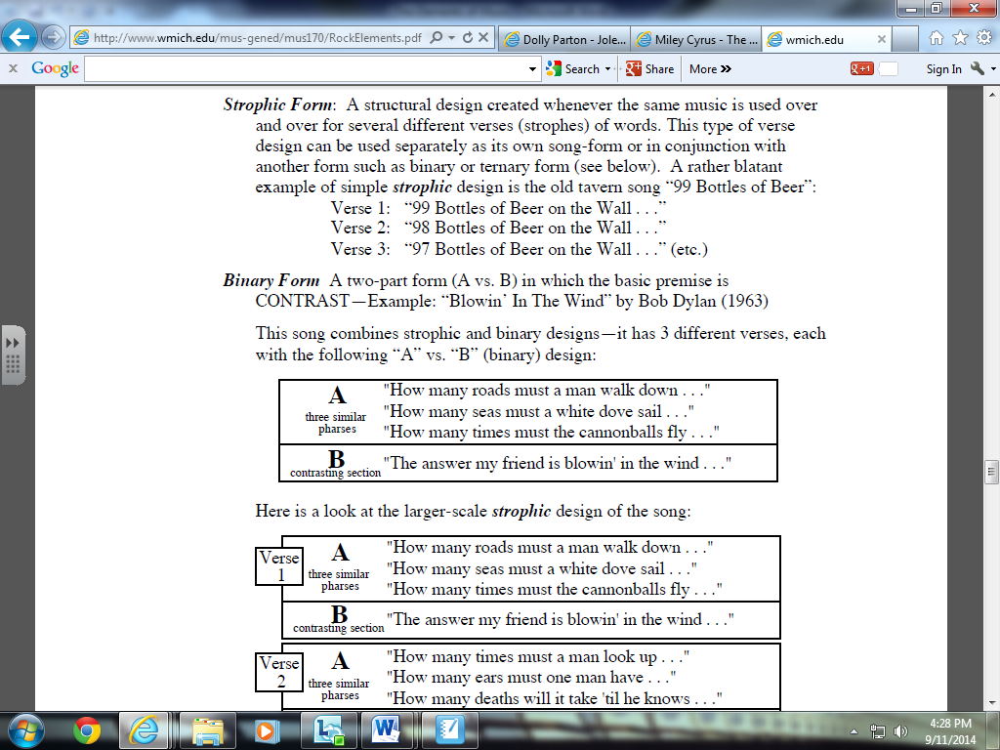 http://www.wmich.edu/mus-gened/mus170/RockElements.pdf
Dolly Parton - Jole...
Miley Cyrus - The ...
wmich.edu
x Google
Search
Share
More »
+1
Sign In
Strophic Form: A structural design created whenever the same music is used over
and over for several different verses (strophes) of words. This type of verse
design can be used separately as its own song-form or in conjunction with
another form such as binary or ternary form (see below). A rather blatant
example of simple strophic design is the old tavern song “99 Bottles of Beer”:
Verse 1: “99 Bottles of Beer on the Wall . . .”
Verse 2: “98 Bottles of Beer on the Wall . . .”
Verse 3: “97 Bottles of Beer on the Wall . . .” (etc.)
Binary Form A two-part form (A vs. B) in which the basic premise is
CONTRAST—Example: “Blowin’ In The Wind” by Bob Dylan (1963)
This song combines strophic and binary designs—it has 3 different verses, each
with the following “A” vs. “B” (binary) design:
A
three similar
pharses
"How many roads must a man walk down . . ."
"How many seas must a white dove sail . . ."
"How many times must the cannonballs fly . . ."
B
contrasting section
"The answer my friend is blowin' in the wind . . ."
Here is a look at the larger-scale strophic design of the song:
Verse
1
A
three similar
pharses
"How many roads must a man walk down . . ."
"How many seas must a white dove sail . . ."
"How many times must the cannonballs fly . . ."
B
contrasting section
"The answer my friend is blowin' in the wind . . ."
Verse
2
A
three similar
pharses
"How many times must a man look up . . ."
"How many ears must one man have . . ."
"How many deaths will it take 'til he knows . . ."
4:28 PM
9/11/2014